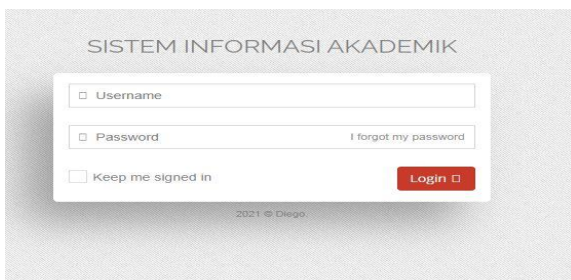 SISTEM INFORMASI AKADEMIK
Username
Password I forgot my password
Keep me signed in Login
2021 © Diego.